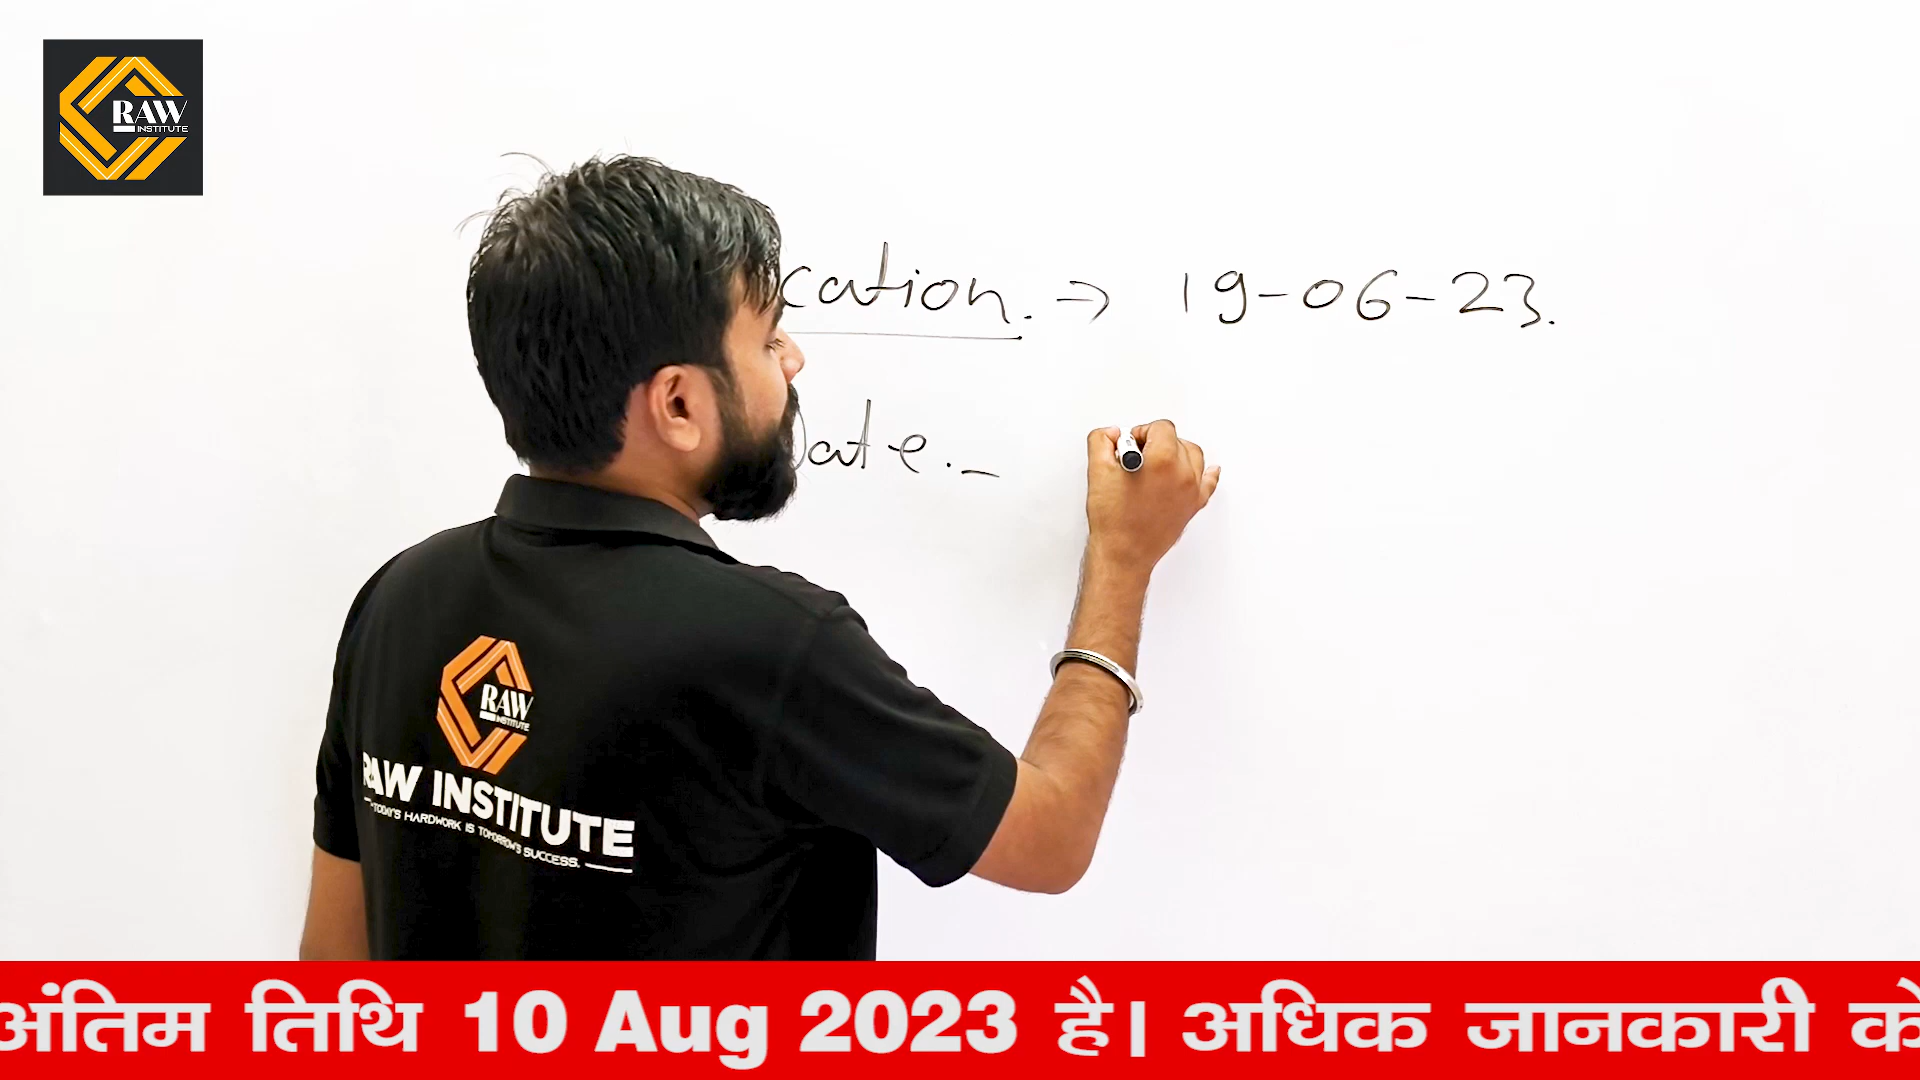 RAW
INSTITUTE
cation. → 19-06-23.
Date.-
RAW
INSTITUTE
RAW INSTITUTE
TODAY'S HARDWORK IS TOMORROW'S SUCCESS.
अंतिम तिथि 10 Aug 2023 है। अधिक जानकारी के